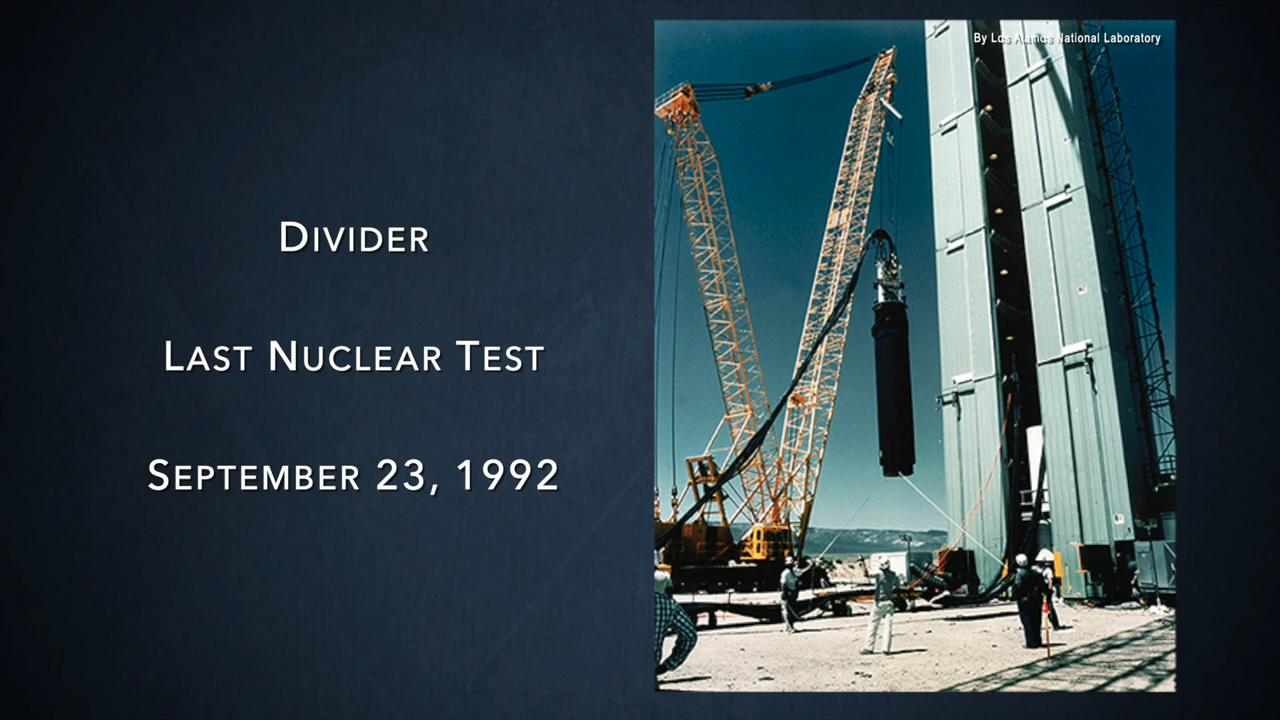 By Los Alamos National Laboratory
Divider
Last Nuclear Test
September 23, 1992